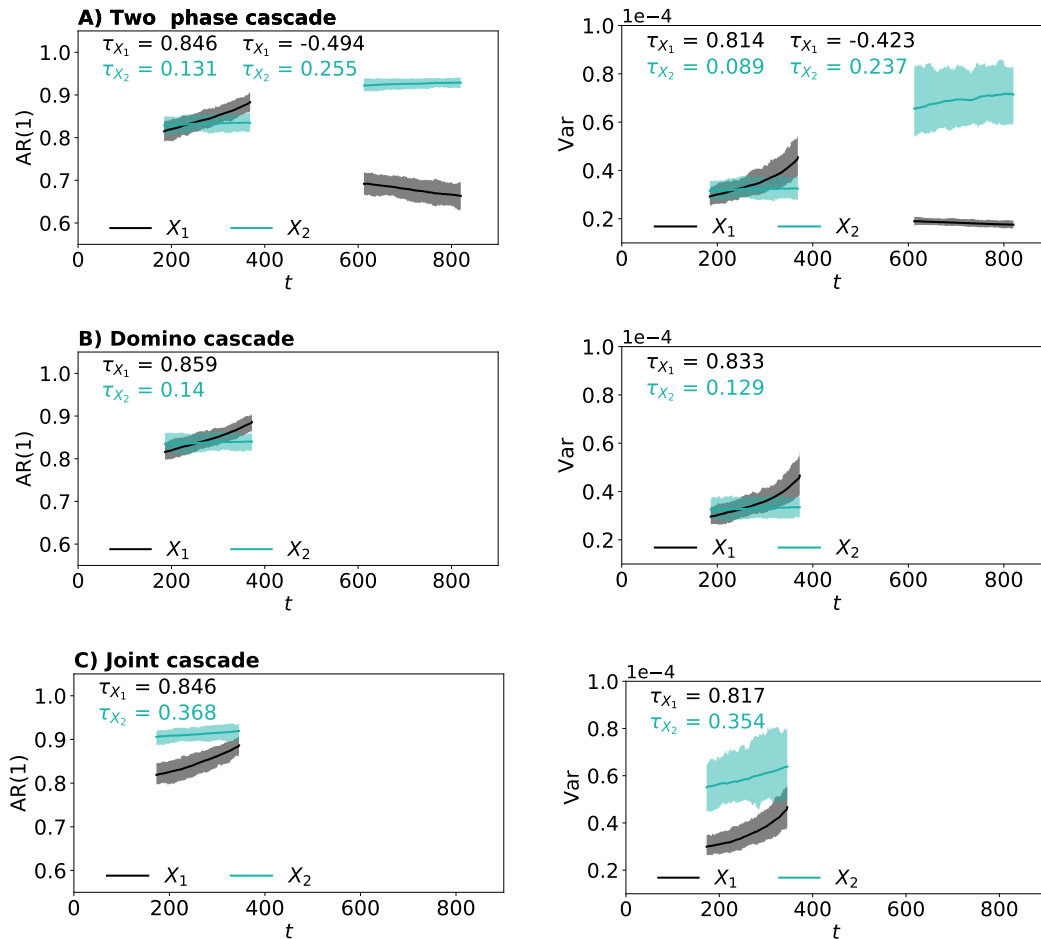 A) Two phase cascade
1e−4
τX₁ = 0.846 τX₁ = -0.494
τX₂ = 0.131 τX₂ = 0.255
AR(1)
1.0
0.9
0.8
0.7
0.6
X₁ X₂
0 200 400 600 800
t
τX₁ = 0.814 τX₁ = -0.423
τX₂ = 0.089 τX₂ = 0.237
Var
1.0
0.8
0.6
0.4
0.2
X₁ X₂
0 200 400 600 800
t
B) Domino cascade
1e−4
τX₁ = 0.859
τX₂ = 0.14
AR(1)
1.0
0.9
0.8
0.7
0.6
X₁ X₂
0 200 400 600 800
t
τX₁ = 0.833
τX₂ = 0.129
Var
1.0
0.8
0.6
0.4
0.2
X₁ X₂
0 200 400 600 800
t
C) Joint cascade
1e−4
τX₁ = 0.846
τX₂ = 0.368
AR(1)
1.0
0.9
0.8
0.7
0.6
X₁ X₂
0 200 400 600 800
t
τX₁ = 0.817
τX₂ = 0.354
Var
1.0
0.8
0.6
0.4
0.2
X₁ X₂
0 200 400 600 800
t